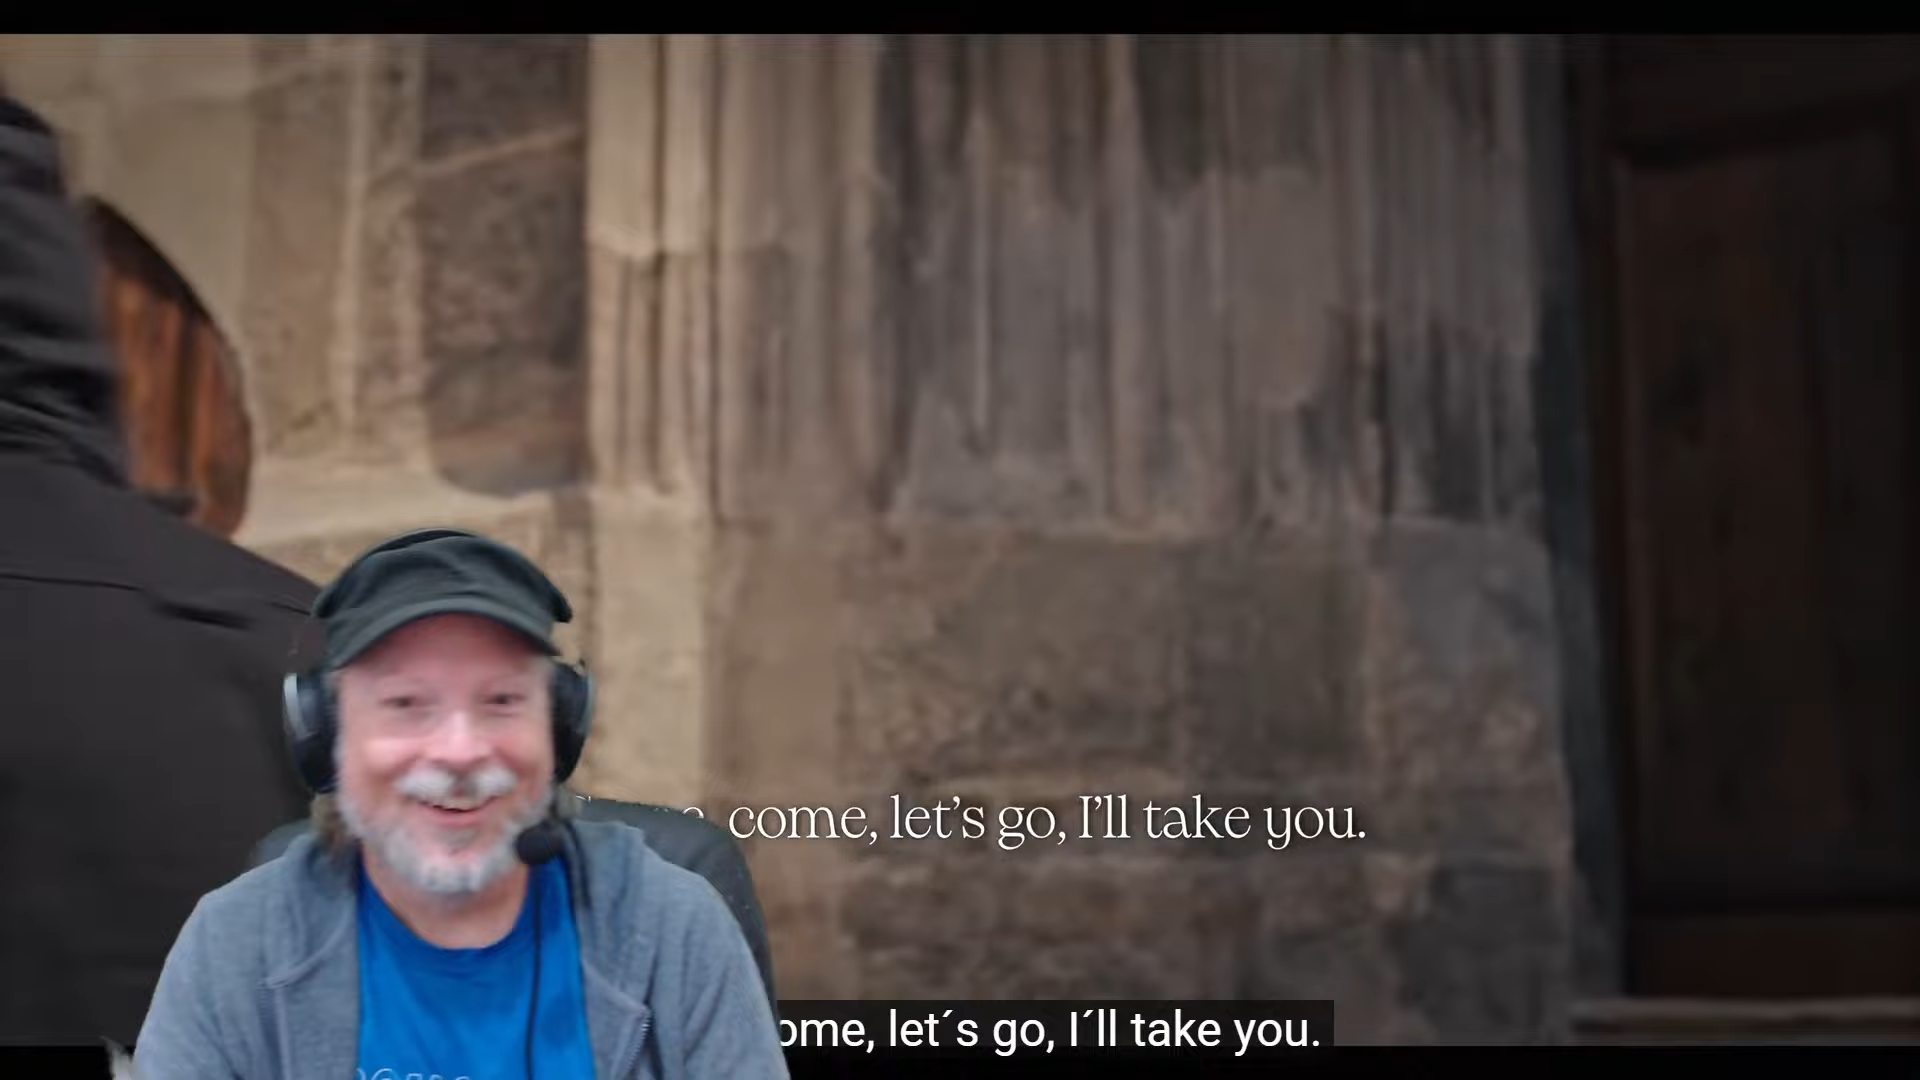 come, let’s go, I’ll take you.
ome, let´s go, I´ll take you.